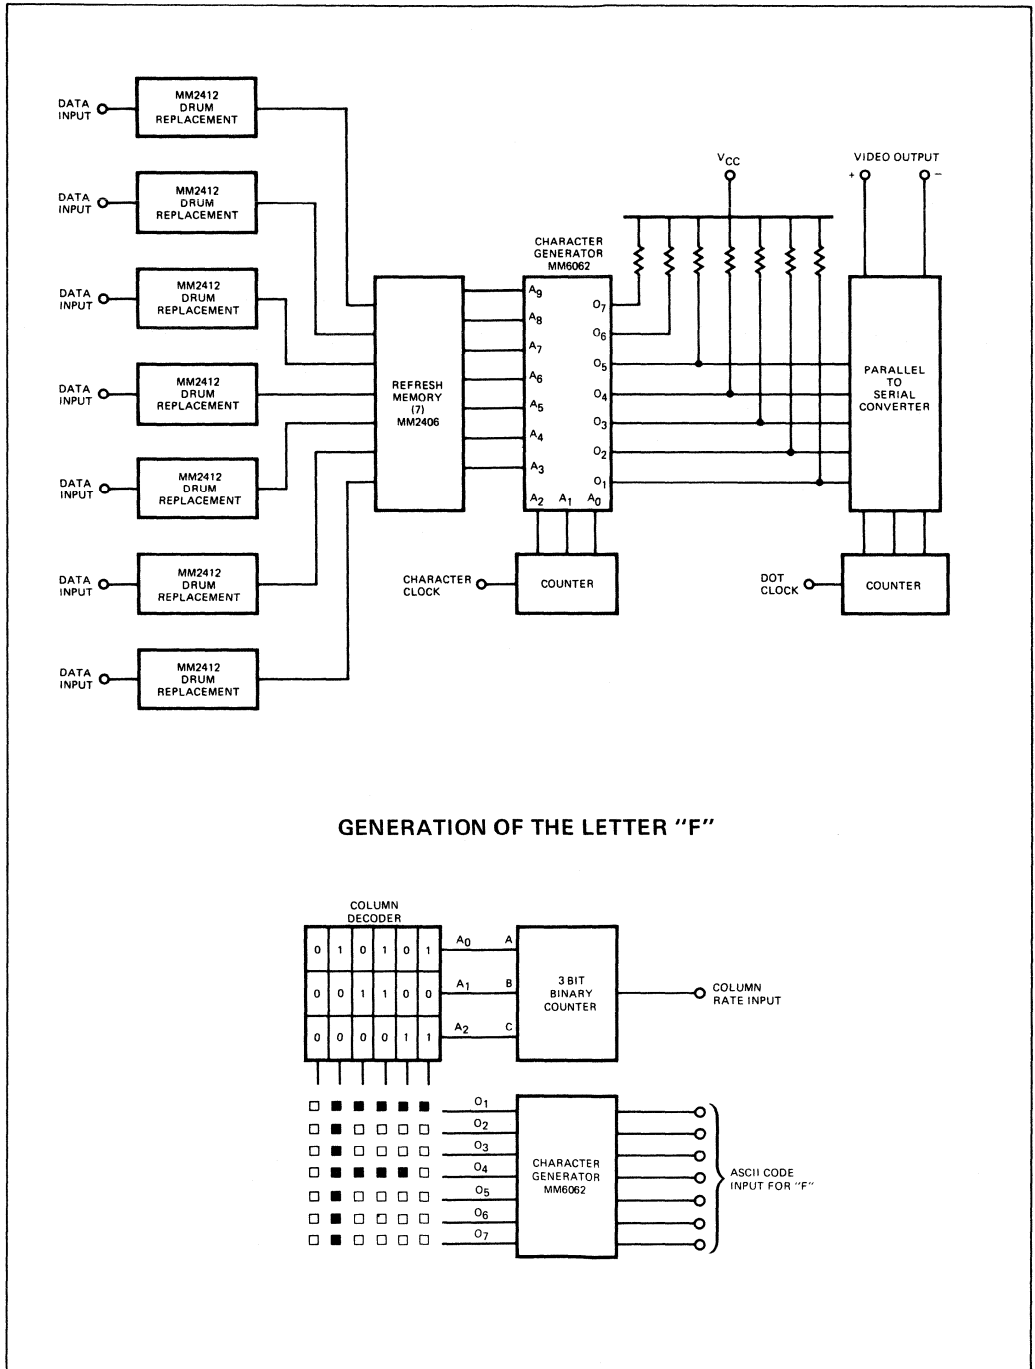 DATA
INPUT
MM2412
DRUM
REPLACEMENT
DATA
INPUT
MM2412
DRUM
REPLACEMENT
DATA
INPUT
MM2412
DRUM
REPLACEMENT
DATA
INPUT
MM2412
DRUM
REPLACEMENT
DATA
INPUT
MM2412
DRUM
REPLACEMENT
DATA
INPUT
MM2412
DRUM
REPLACEMENT
DATA
INPUT
MM2412
DRUM
REPLACEMENT
REFRESH
MEMORY
(7)
MM2406
CHARACTER
GENERATOR
MM6062
A9
A8
A7
A6
A5
A4
A3
A2 A1 A0
O7
O6
O5
O4
O3
O2
O1
VCC
VIDEO OUTPUT
+ −
PARALLEL
TO
SERIAL
CONVERTER
CHARACTER
CLOCK
COUNTER
DOT
CLOCK
COUNTER
GENERATION OF THE LETTER "F"
COLUMN
DECODER
0 1 0 1 0 1
0 0 1 1 0 0
0 0 0 0 1 1
A0 A
A1 B
A2 C
3 BIT
BINARY
COUNTER
COLUMN
RATE INPUT
O1
O2
O3
O4
O5
O6
O7
CHARACTER
GENERATOR
MM6062
ASCII CODE
INPUT FOR "F"